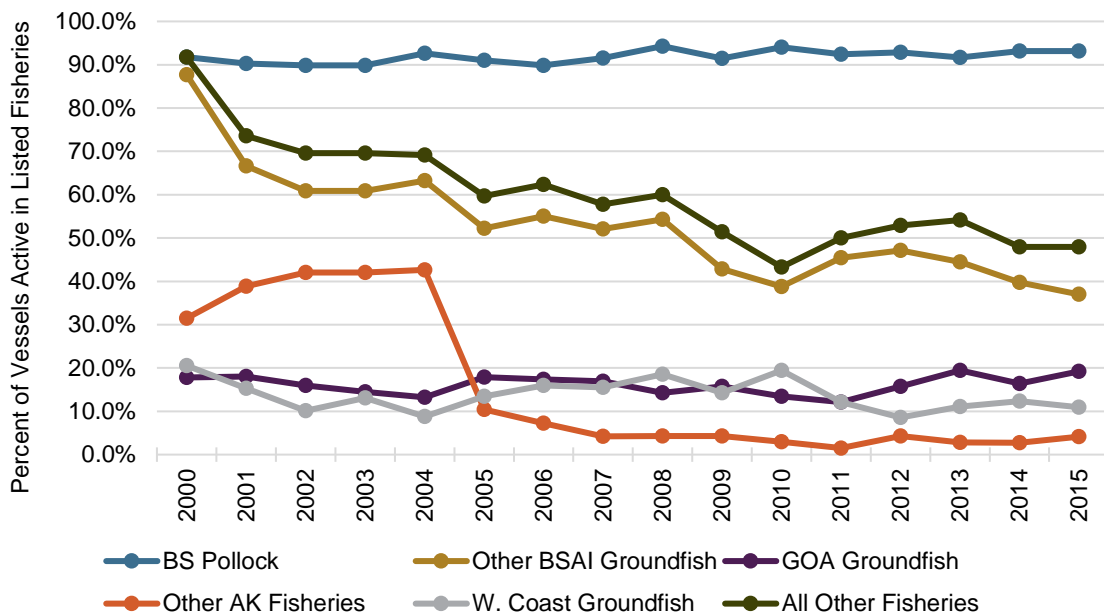 Percent of Vessels Active in Listed Fisheries
100.0%
90.0%
80.0%
70.0%
60.0%
50.0%
40.0%
30.0%
20.0%
10.0%
0.0%
2000 2001 2002 2003 2004 2005 2006 2007 2008 2009 2010 2011 2012 2013 2014 2015
BS Pollock Other BSAI Groundfish GOA Groundfish
Other AK Fisheries W. Coast Groundfish All Other Fisheries